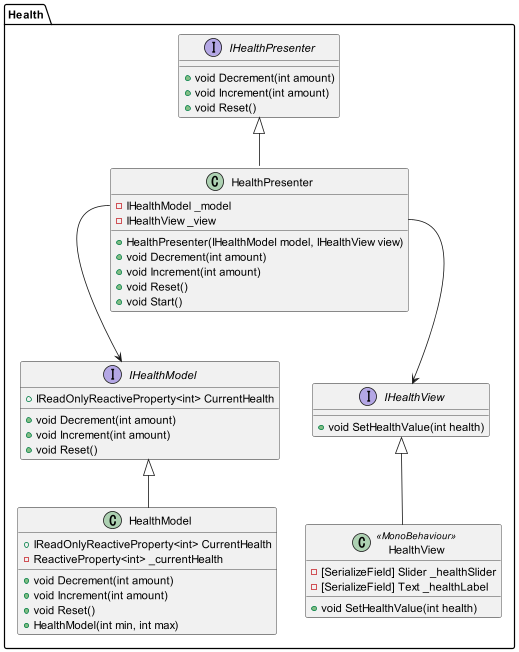 Health
I IHealthPresenter
void Decrement(int amount)
void Increment(int amount)
void Reset()
C HealthPresenter
IHealthModel _model
IHealthView _view
HealthPresenter(IHealthModel model, IHealthView view)
void Decrement(int amount)
void Increment(int amount)
void Reset()
void Start()
I IHealthModel
IReadOnlyReactiveProperty<int> CurrentHealth
void Decrement(int amount)
void Increment(int amount)
void Reset()
I IHealthView
void SetHealthValue(int health)
C HealthModel
IReadOnlyReactiveProperty<int> CurrentHealth
ReactiveProperty<int> _currentHealth
void Decrement(int amount)
void Increment(int amount)
void Reset()
HealthModel(int min, int max)
«MonoBehaviour»
C HealthView
[SerializeField] Slider _healthSlider
[SerializeField] Text _healthLabel
void SetHealthValue(int health)